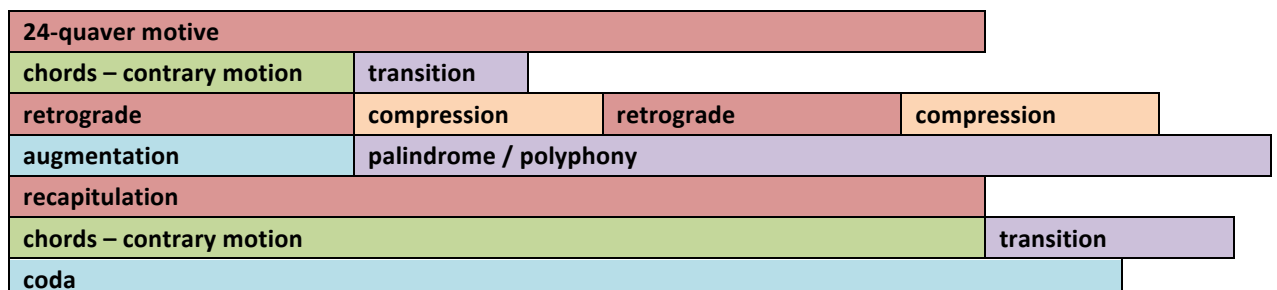 24-quaver motive
chords – contrary motion transition
retrograde compression retrograde compression
augmentation palindrome / polyphony
recapitulation
chords – contrary motion transition
coda